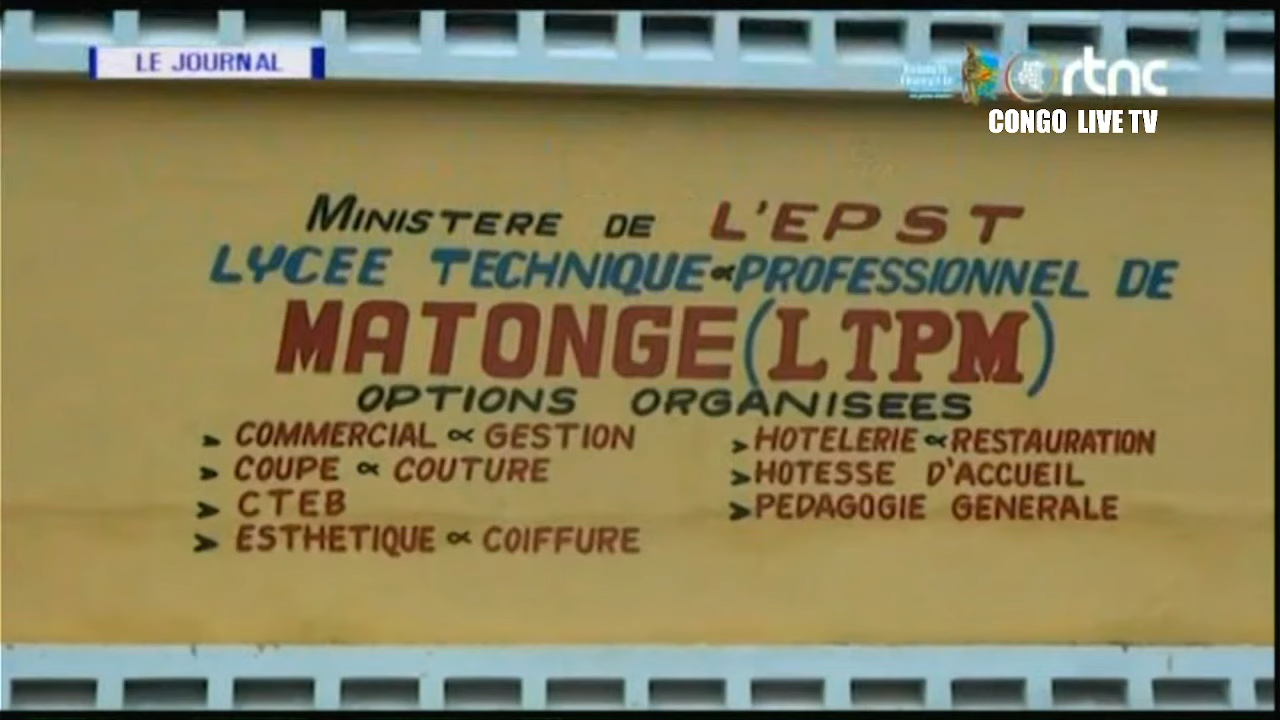 LE JOURNAL
rtnc
CONGO LIVE TV
MINISTERE DE L'EPST
LYCEE TECHNIQUE & PROFESSIONNEL DE
MATONGE (LTPM)
OPTIONS ORGANISEES
➤ COMMERCIAL & GESTION
➤ COUPE & COUTURE
➤ CTEB
➤ ESTHETIQUE & COIFFURE
➤ HOTELERIE & RESTAURATION
➤ HOTESSE D'ACCUEIL
➤ PEDAGOGIE GENERALE